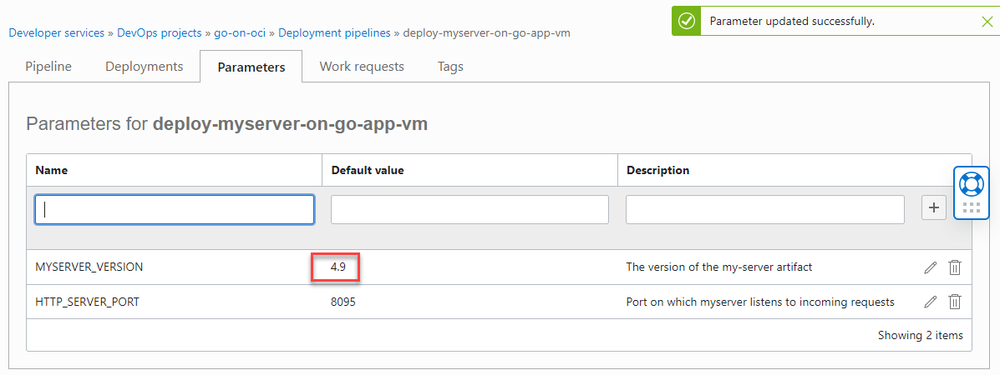 Parameter updated successfully.
Developer services » DevOps projects » go-on-oci » Deployment pipelines » deploy-myserver-on-go-app-vm
Pipeline Deployments Parameters Work requests Tags
Parameters for deploy-myserver-on-go-app-vm
Name Default value Description
MYSERVER_VERSION 4.9 The version of the my-server artifact
HTTP_SERVER_PORT 8095 Port on which myserver listens to incoming requests
Showing 2 items